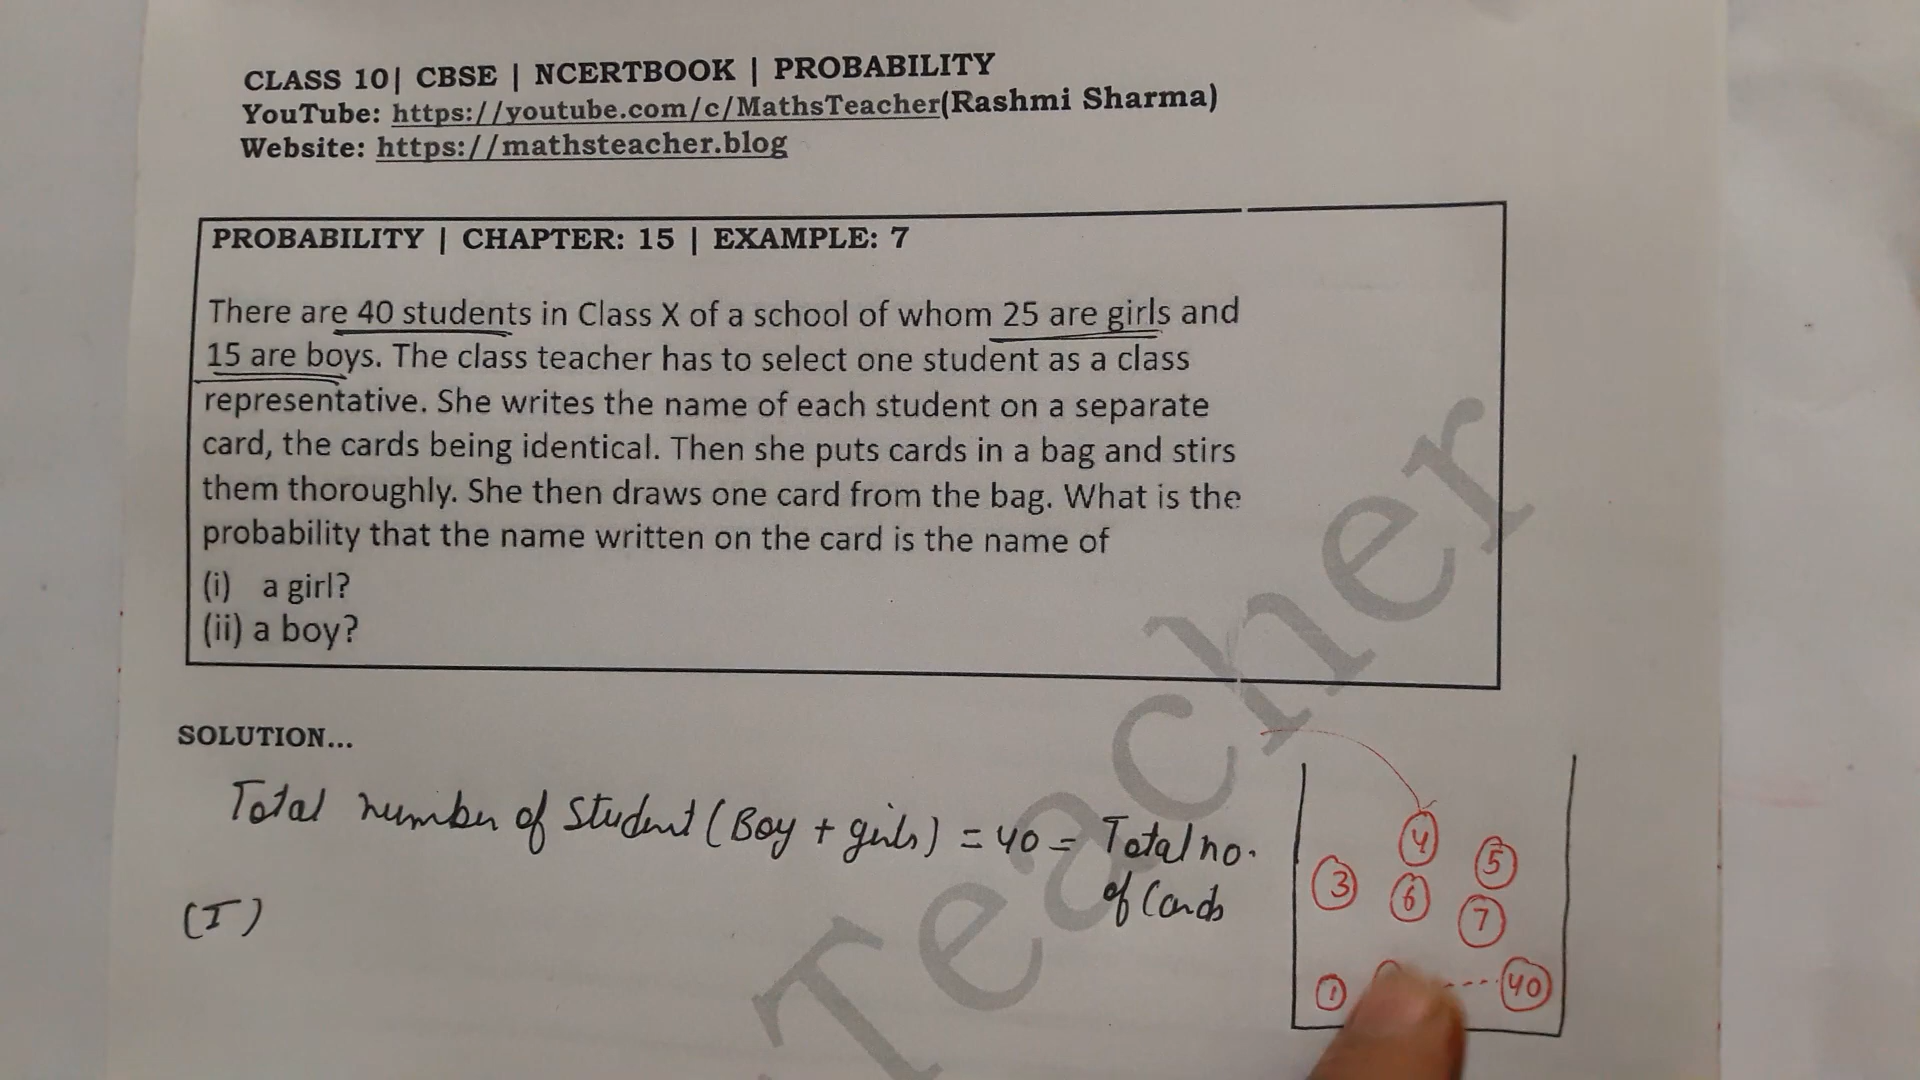 CLASS 10| CBSE | NCERTBOOK | PROBABILITY
YouTube: https://youtube.com/c/MathsTeacher(Rashmi Sharma)
Website: https://mathsteacher.blog
PROBABILITY | CHAPTER: 15 | EXAMPLE: 7
There are 40 students in Class X of a school of whom 25 are girls and
15 are boys. The class teacher has to select one student as a class
representative. She writes the name of each student on a separate
card, the cards being identical. Then she puts cards in a bag and stirs
them thoroughly. She then draws one card from the bag. What is the
probability that the name written on the card is the name of
(i) a girl?
(ii) a boy?
SOLUTION...
Total number of Student (Boy + girls) = 40 = Total no.
of Cards
(I)
4
5
3
6
7
1
---- 40
Teacher